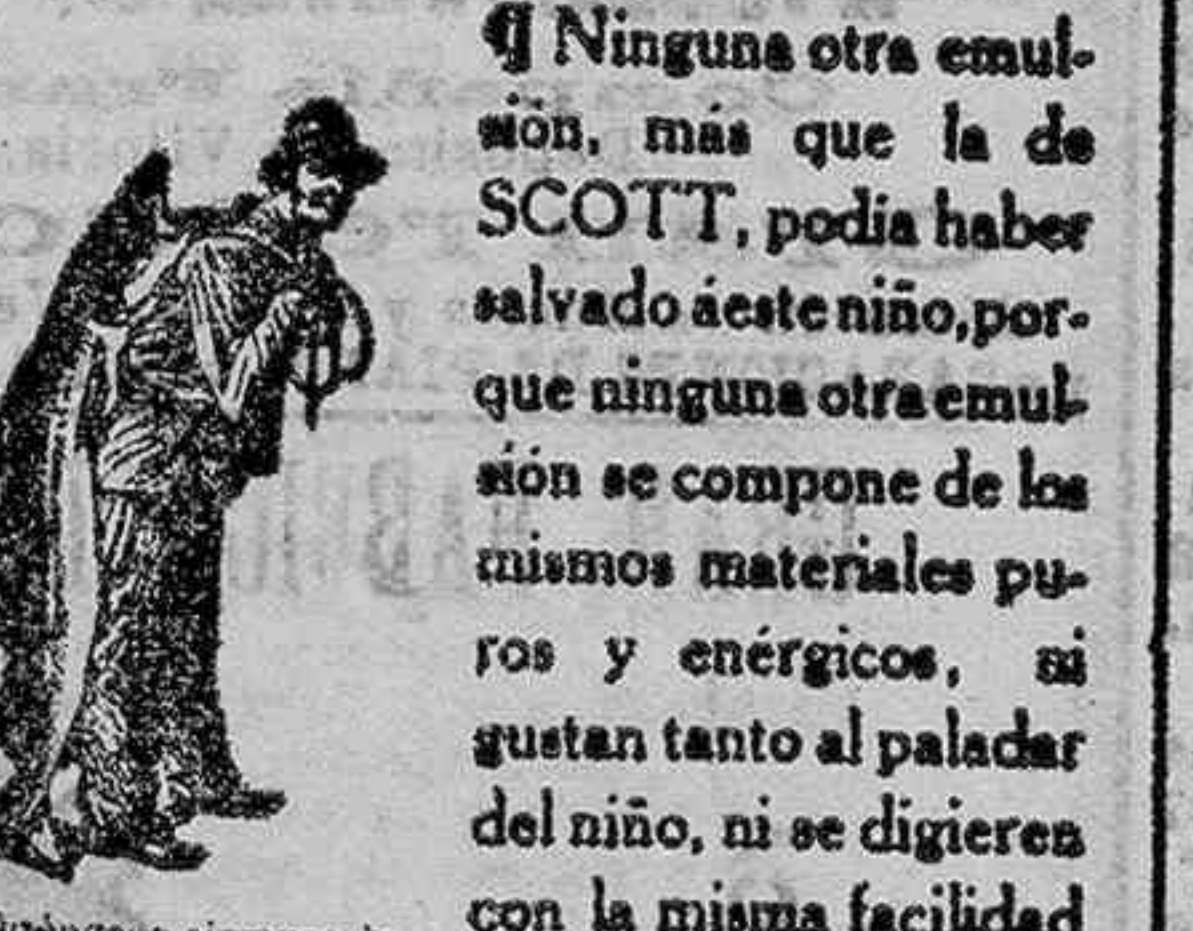 ¶ Ninguna otra emul-
sión, más que la de
SCOTT, podia haber
salvado áeste niño, por-
que ninguna otra emul-
sión se compone de los
mismos materiales pu-
ros y enérgicos, ni
gustan tanto al paladar
del niño, ni se digieren
con la misma facilidad